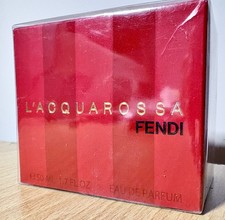 L'ACQUAROSSA
FENDI
EAU DE PARFUM